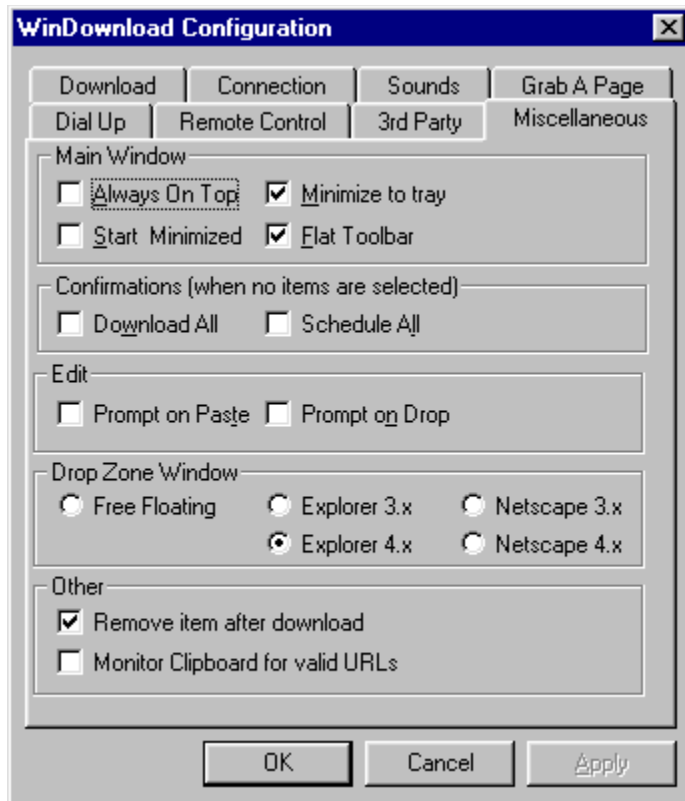 WinDownload Configuration
Download Connection Sounds Grab A Page
Dial Up Remote Control 3rd Party Miscellaneous
Main Window
Always On Top Minimize to tray
Start Minimized Flat Toolbar
Confirmations (when no items are selected)
Download All Schedule All
Edit
Prompt on Paste Prompt on Drop
Drop Zone Window
Free Floating Explorer 3.x Netscape 3.x
Explorer 4.x Netscape 4.x
Other
Remove item after download
Monitor Clipboard for valid URLs
OK Cancel Apply